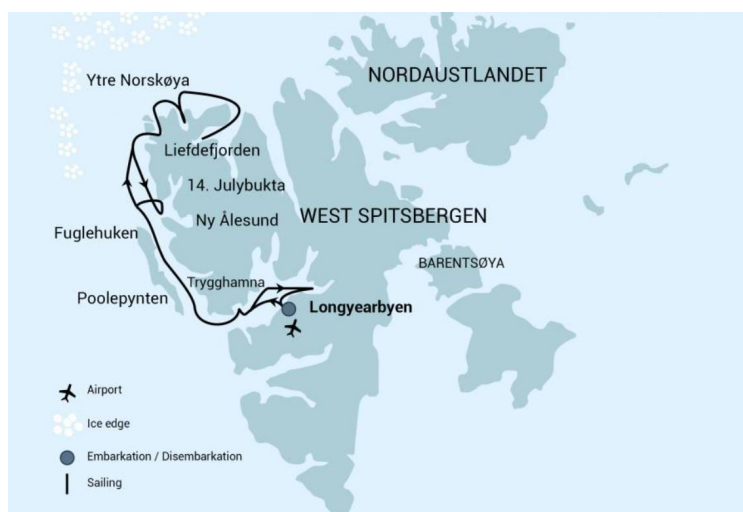 NORDAUSTLANDET
Ytre Norskøya
Liefdefjorden
14. Julybukta
Ny Ålesund
WEST SPITSBERGEN
Fuglehuken
BARENTSØYA
Trygghamna
Poolepynten
Longyearbyen
Airport
Ice edge
Embarkation / Disembarkation
Sailing